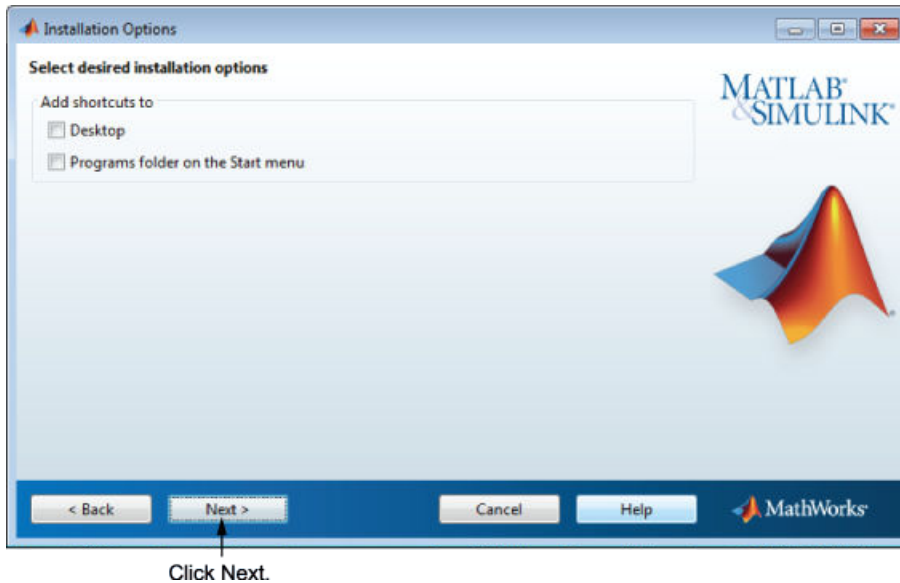 Installation Options
Select desired installation options
Add shortcuts to
Desktop
Programs folder on the Start menu
MATLAB®
&SIMULINK®
< Back
Next >
Cancel
Help
MathWorks®
Click Next.